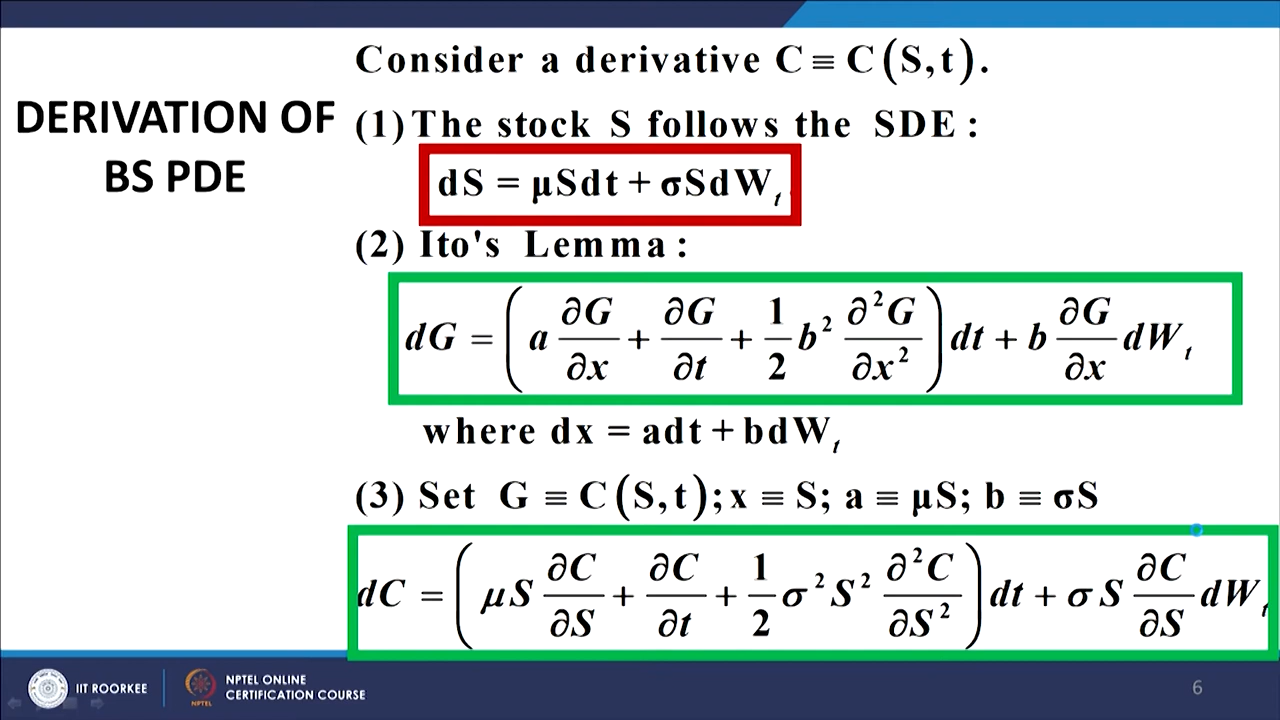 DERIVATION OF
BS PDE
Consider a derivative C ≡ C(S,t).
(1) The stock S follows the SDE :
dS = μSdt + σSdW_t
(2) Ito's Lemma :
dG = ( a ∂G/∂x + ∂G/∂t + 1/2 b² ∂²G/∂x² ) dt + b ∂G/∂x dW_t
where dx = adt + bdW_t
(3) Set G ≡ C(S,t); x ≡ S; a ≡ μS; b ≡ σS
dC = ( μS ∂C/∂S + ∂C/∂t + 1/2 σ²S² ∂²C/∂S² ) dt + σS ∂C/∂S dW_t
IIT ROORKEE
NPTEL
NPTEL ONLINE
CERTIFICATION COURSE
6